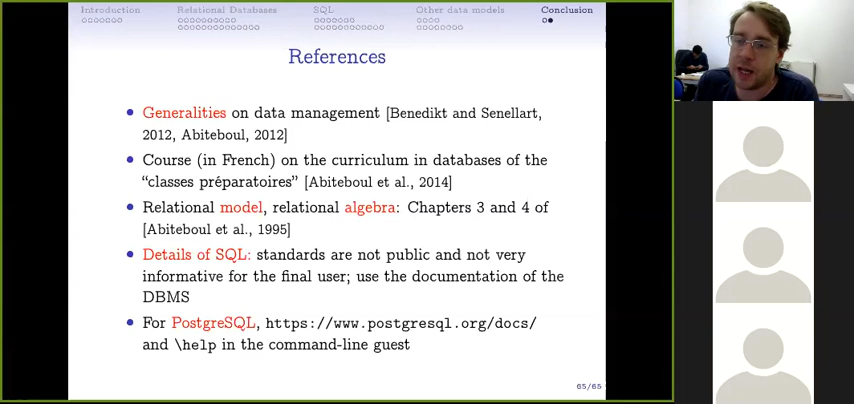 Introduction Relational Databases SQL Other data models Conclusion
References
Generalities on data management [Benedikt and Senellart,
2012, Abiteboul, 2012]
Course (in French) on the curriculum in databases of the
“classes préparatoires” [Abiteboul et al., 2014]
Relational model, relational algebra: Chapters 3 and 4 of
[Abiteboul et al., 1995]
Details of SQL: standards are not public and not very
informative for the final user; use the documentation of the
DBMS
For PostgreSQL, https://www.postgresql.org/docs/
and \help in the command-line guest
65/65